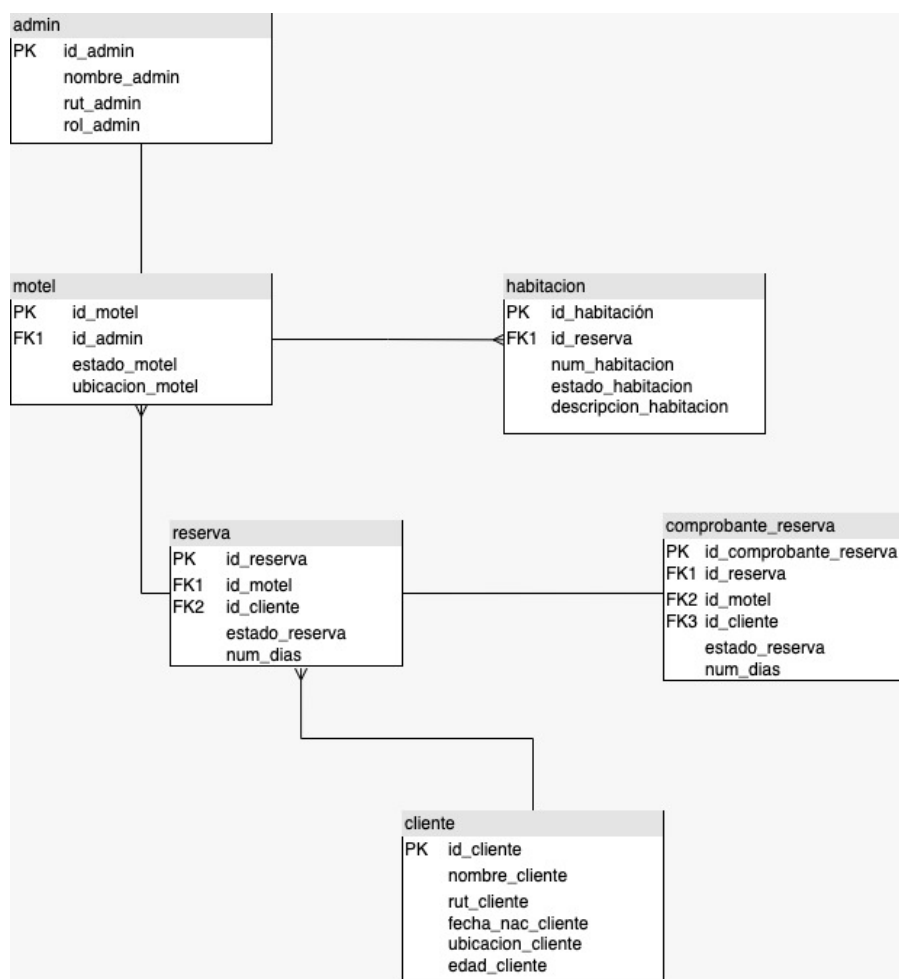 admin
PK id_admin
nombre_admin
rut_admin
rol_admin
motel
PK id_motel
FK1 id_admin
estado_motel
ubicacion_motel
habitacion
PK id_habitación
FK1 id_reserva
num_habitacion
estado_habitacion
descripcion_habitacion
reserva
PK id_reserva
FK1 id_motel
FK2 id_cliente
estado_reserva
num_dias
comprobante_reserva
PK id_comprobante_reserva
FK1 id_reserva
FK2 id_motel
FK3 id_cliente
estado_reserva
num_dias
cliente
PK id_cliente
nombre_cliente
rut_cliente
fecha_nac_cliente
ubicacion_cliente
edad_cliente